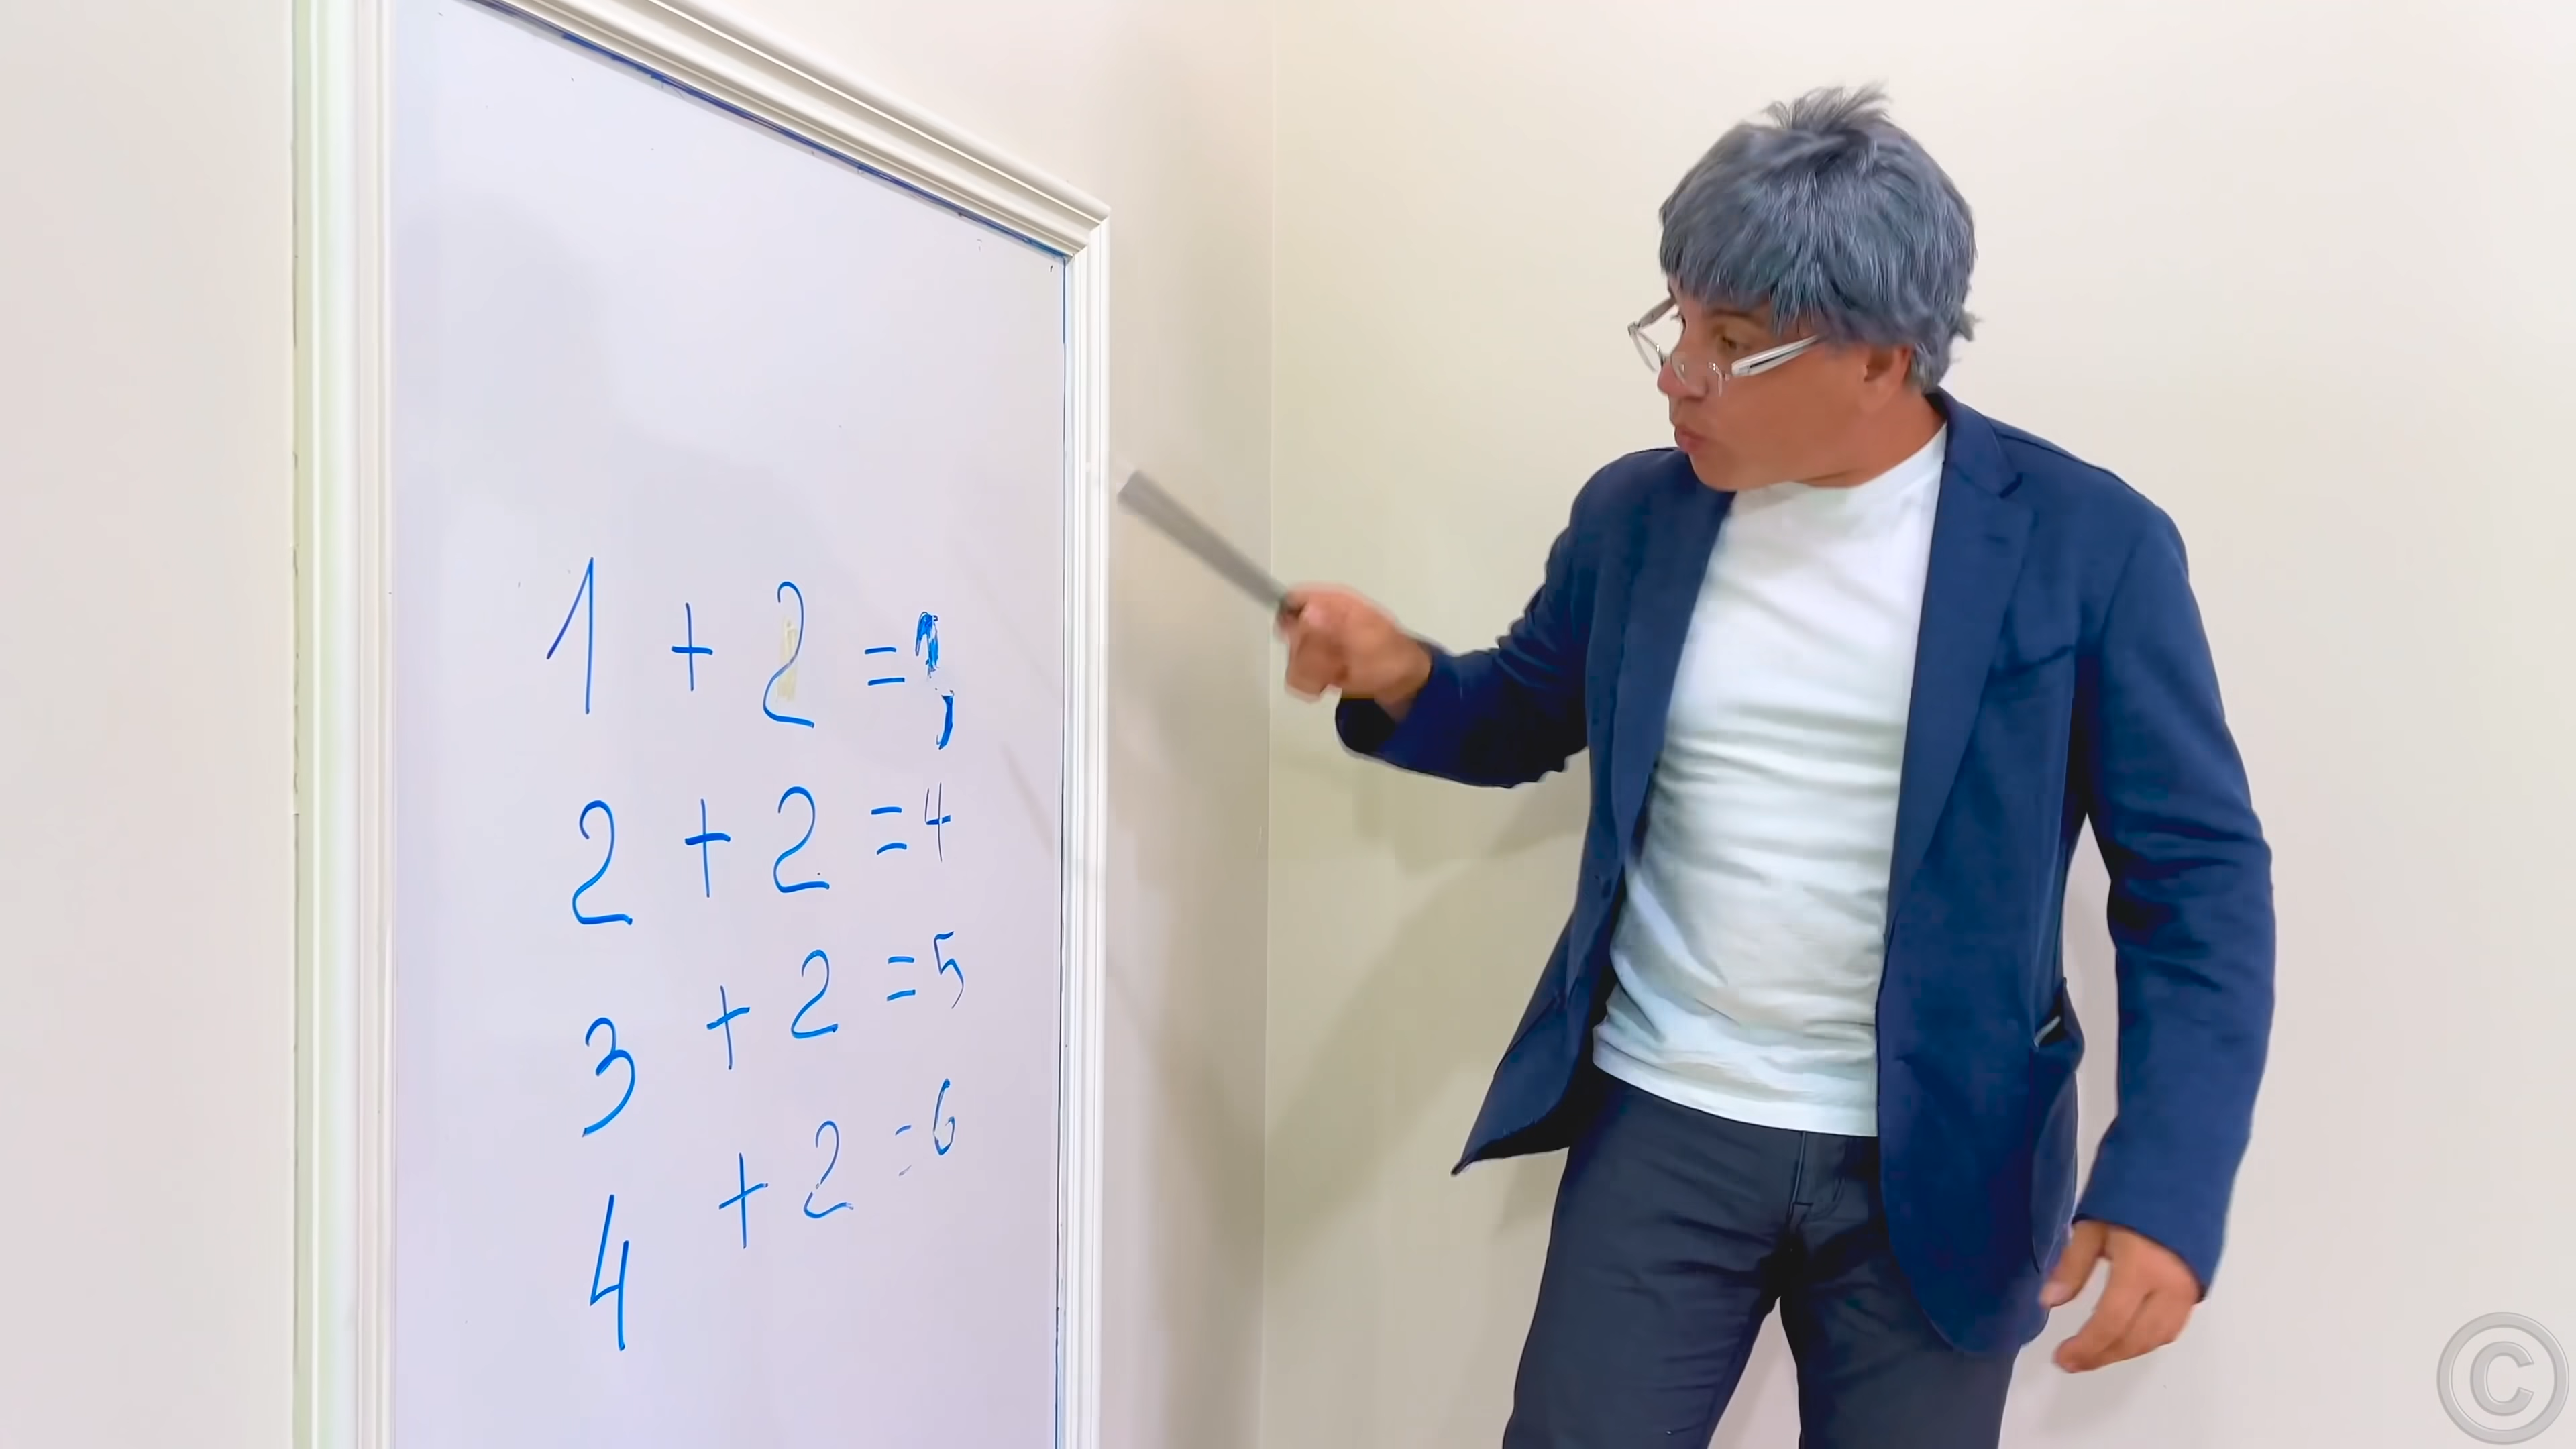 1 + 2 =
2 + 2 = 4
3 + 2 = 5
4 + 2 = 6
©